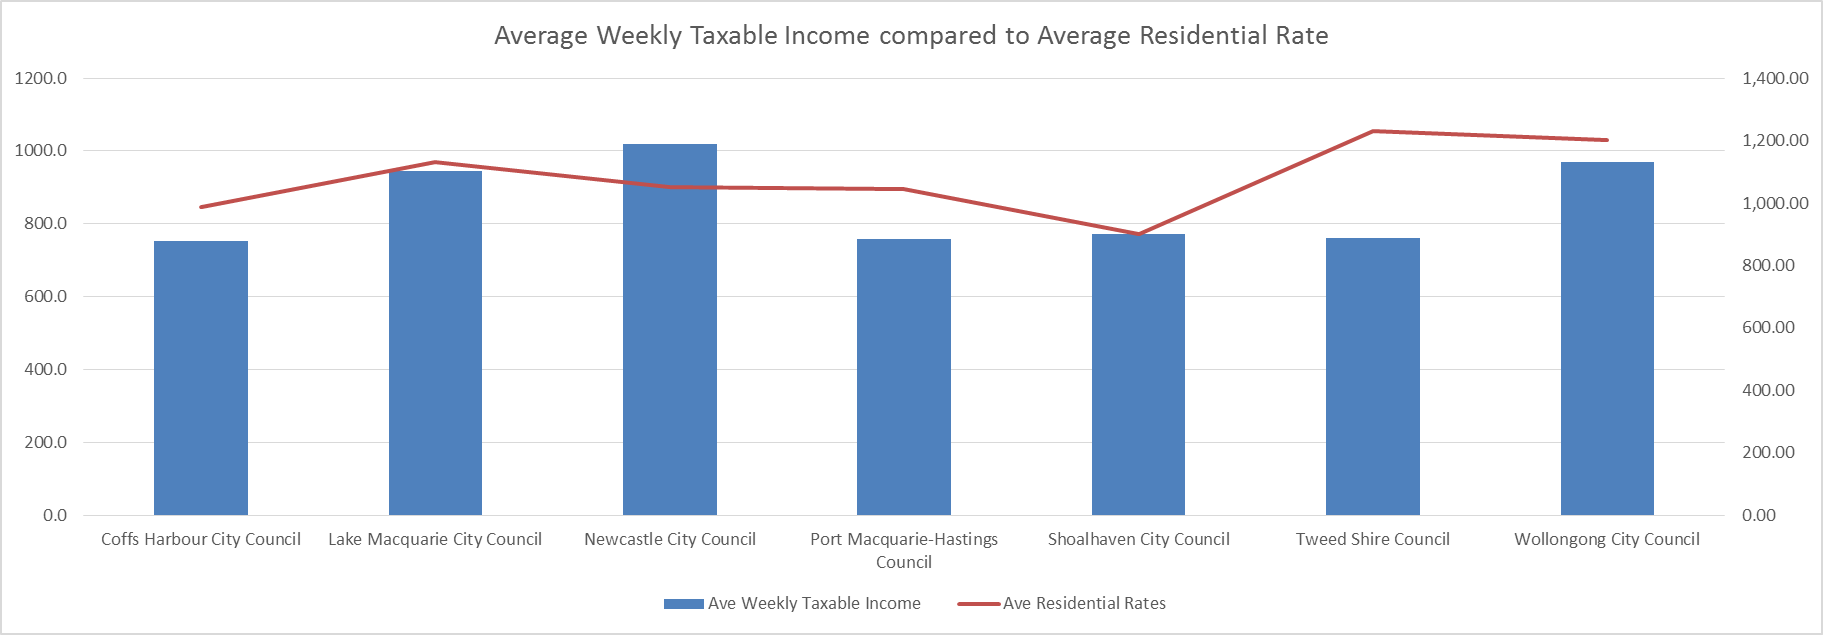 Average Weekly Taxable Income compared to Average Residential Rate
1200.0
1000.0
800.0
600.0
400.0
200.0
0.0
1,400.00
1,200.00
1,000.00
800.00
600.00
400.00
200.00
0.00
Coffs Harbour City Council
Lake Macquarie City Council
Newcastle City Council
Port Macquarie-Hastings
Council
Shoalhaven City Council
Tweed Shire Council
Wollongong City Council
Ave Weekly Taxable Income
Ave Residential Rates